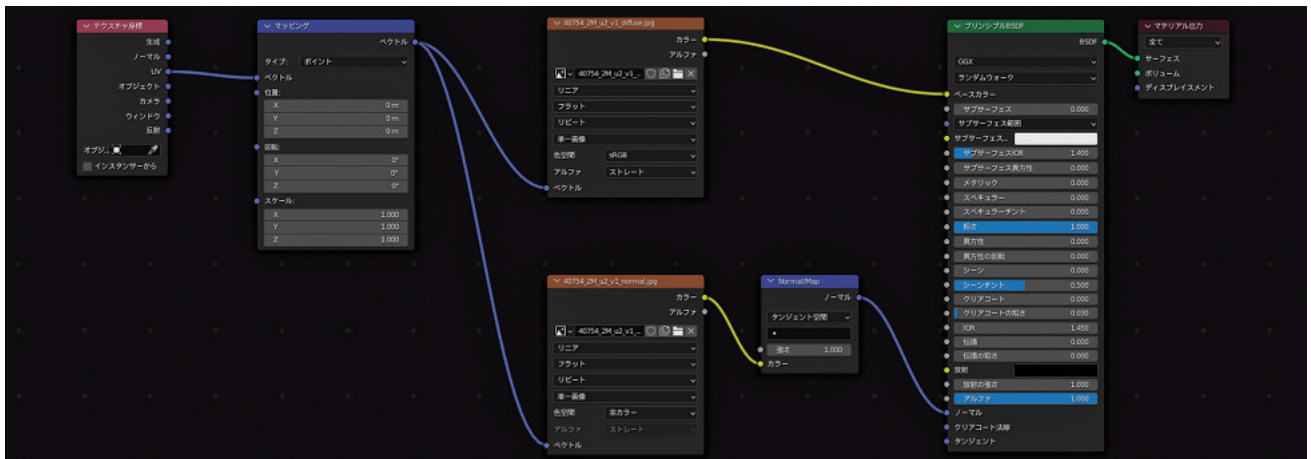 テクスチャ座標
生成
ノーマル
UV
オブジェクト
カメラ
ウィンドウ
反射
オブジ...
インスタンサーから
マッピング
ベクトル
タイプ: ポイント
ベクトル
位置:
X 0 m
Y 0 m
Z 0 m
回転:
X 0°
Y 0°
Z 0°
スケール:
X 1.000
Y 1.000
Z 1.000
40754_2M_u2_v1_diffuse.jpg
カラー
アルファ
40754_2M_u2_v1_...
リニア
フラット
リピート
単一画像
色空間 sRGB
アルファ ストレート
ベクトル
40754_2M_u2_v1_normal.jpg
カラー
アルファ
40754_2M_u2_v1_...
リニア
フラット
リピート
単一画像
色空間 非カラー
アルファ ストレート
ベクトル
Normal/Map
ノーマル
タンジェント空間
強さ 1.000
カラー
プリンシプルBSDF
BSDF
GGX
ランダムウォーク
ベースカラー
サブサーフェス 0.000
サブサーフェス範囲
サブサーフェス...
サブサーフェスIOR 1.400
サブサーフェス異方性 0.000
メタリック 0.000
スペキュラー 0.000
スペキュラーチント 0.000
粗さ 1.000
異方性 0.000
異方性の回転 0.000
シーン 0.000
シーンチント 0.500
クリアコート 0.000
クリアコートの粗さ 0.030
IOR 1.450
伝播 0.000
伝播の粗さ 0.000
放射
放射の強さ 1.000
アルファ 1.000
ノーマル
クリアコート法線
タンジェント
マテリアル出力
全て
サーフェス
ボリューム
ディスプレイスメント